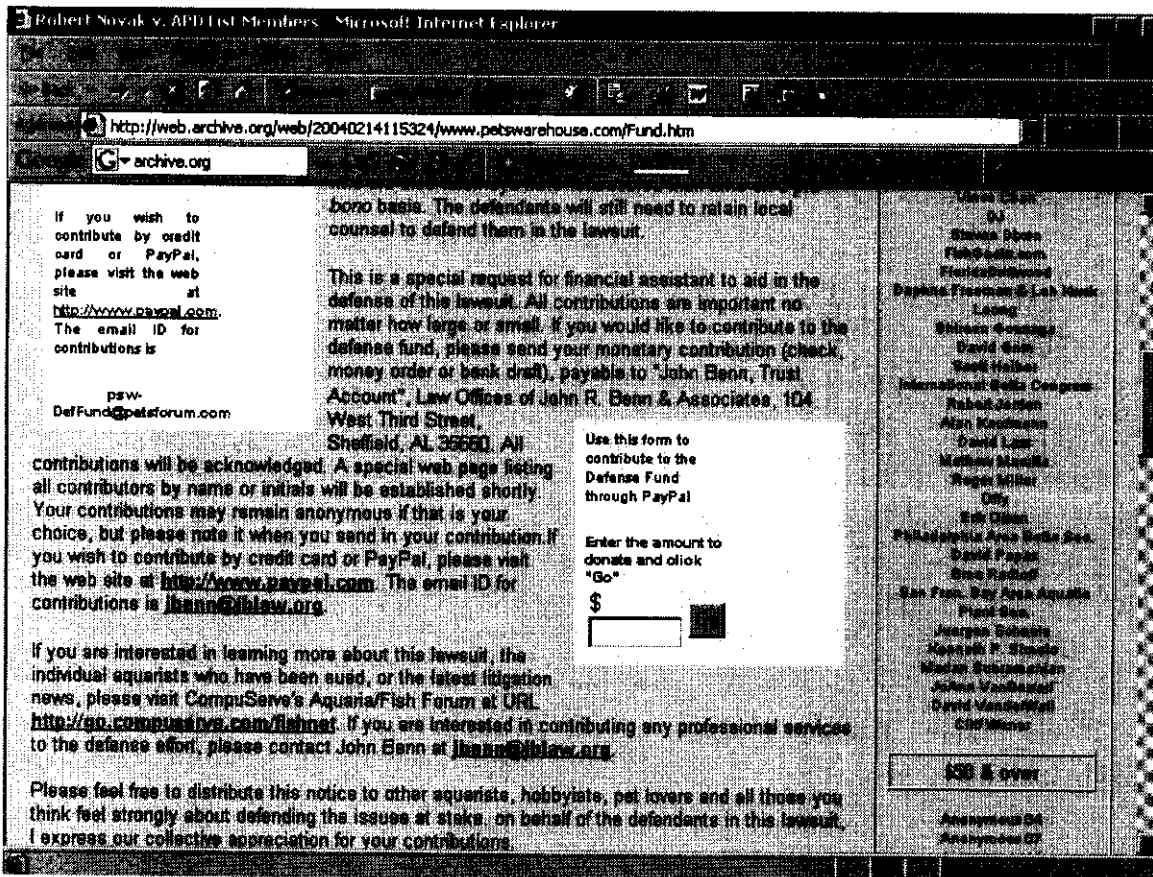 Robert Novak v. APD List Members - Microsoft Internet Explorer
http://web.archive.org/web/20040214115324/www.petswarehouse.com/Fund.htm
archive.org
If you wish to
contribute by credit
card or PayPal,
please visit the web
site at
http://www.paypal.com.
The email ID for
contributions is
psw-
DefFund@petsforum.com
bono basis. The defendants will still need to retain local
counsel to defend them in the lawsuit.
This is a special request for financial assistant to aid in the
defense of this lawsuit. All contributions are important no
matter how large or small. If you would like to contribute to the
defense fund, please send your monetary contribution (check,
money order or bank draft), payable to "John Benn, Trust
Account", Law Offices of John R. Benn & Associates, 104
West Third Street,
Sheffield, AL 35660. All
contributions will be acknowledged. A special web page listing
all contributors by name or initials will be established shortly.
Your contributions may remain anonymous if that is your
choice, but please note it when you send in your contribution.If
you wish to contribute by credit card or PayPal, please visit
the web site at http://www.paypal.com. The email ID for
contributions is jbenn@jblaw.org.
Use this form to
contribute to the
Defense Fund
through PayPal
Enter the amount to
donate and click
"Go"
$
If you are interested in learning more about this lawsuit, the
individual aquarists who have been sued, or the latest litigation
news, please visit CompuServe's Aquaria/Fish Forum at URL
http://go.compuserve.com/fishnet. If you are interested in contributing any professional services
to the defense effort, please contact John Benn at jbenn@jblaw.org.
Please feel free to distribute this notice to other aquarists, hobbyists, pet lovers and all those you
think feel strongly about defending the issues at stake. on behalf of the defendants in this lawsuit,
I express our collective appreciation for your contributions.
DJ
FishGeeks.com
Daphne Freeman & Leh Hunk
Leong
David Gain
International Betta Congress
Robert Jordan
Alan Kaufmann
David Lass
Roger Miller
Olly
Erik Olson
Philadelphia Area Betta Soc.
San Fran. Bay Area Aquatic
Plant Soc.
David VanderWall
Cliff Wiener
$50 & over
Anonymous 04
Anonymous 07